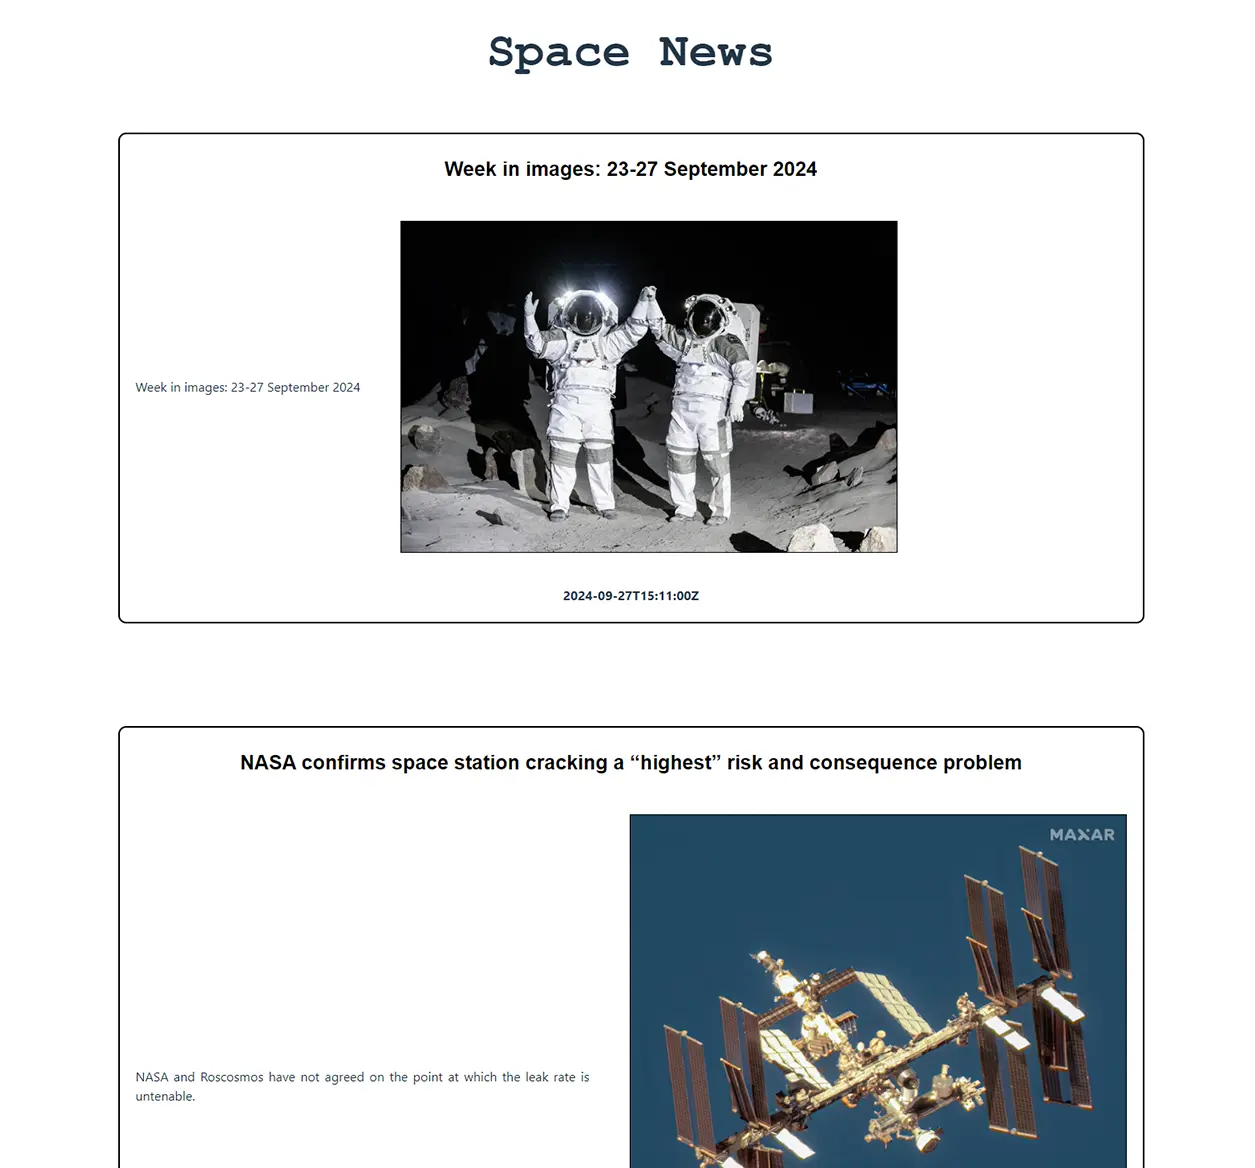 Space News
Week in images: 23-27 September 2024
Week in images: 23-27 September 2024
2024-09-27T15:11:00Z
NASA confirms space station cracking a “highest” risk and consequence problem
MAXAR
NASA and Roscosmos have not agreed on the point at which the leak rate is
untenable.